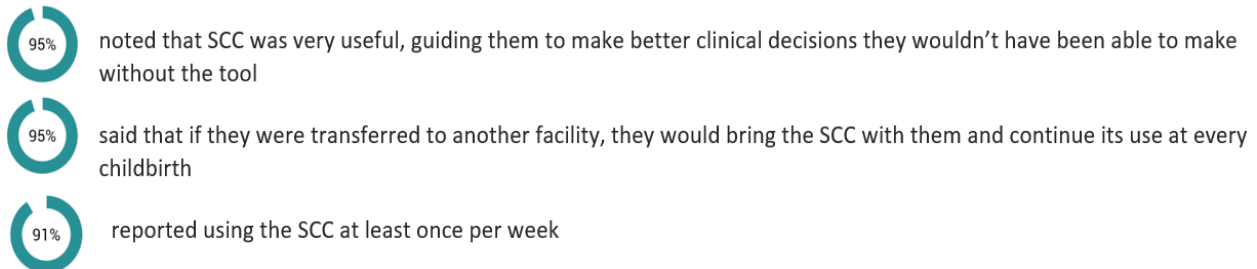 95%
noted that SCC was very useful, guiding them to make better clinical decisions they wouldn’t have been able to make
without the tool
95%
said that if they were transferred to another facility, they would bring the SCC with them and continue its use at every
childbirth
91%
reported using the SCC at least once per week